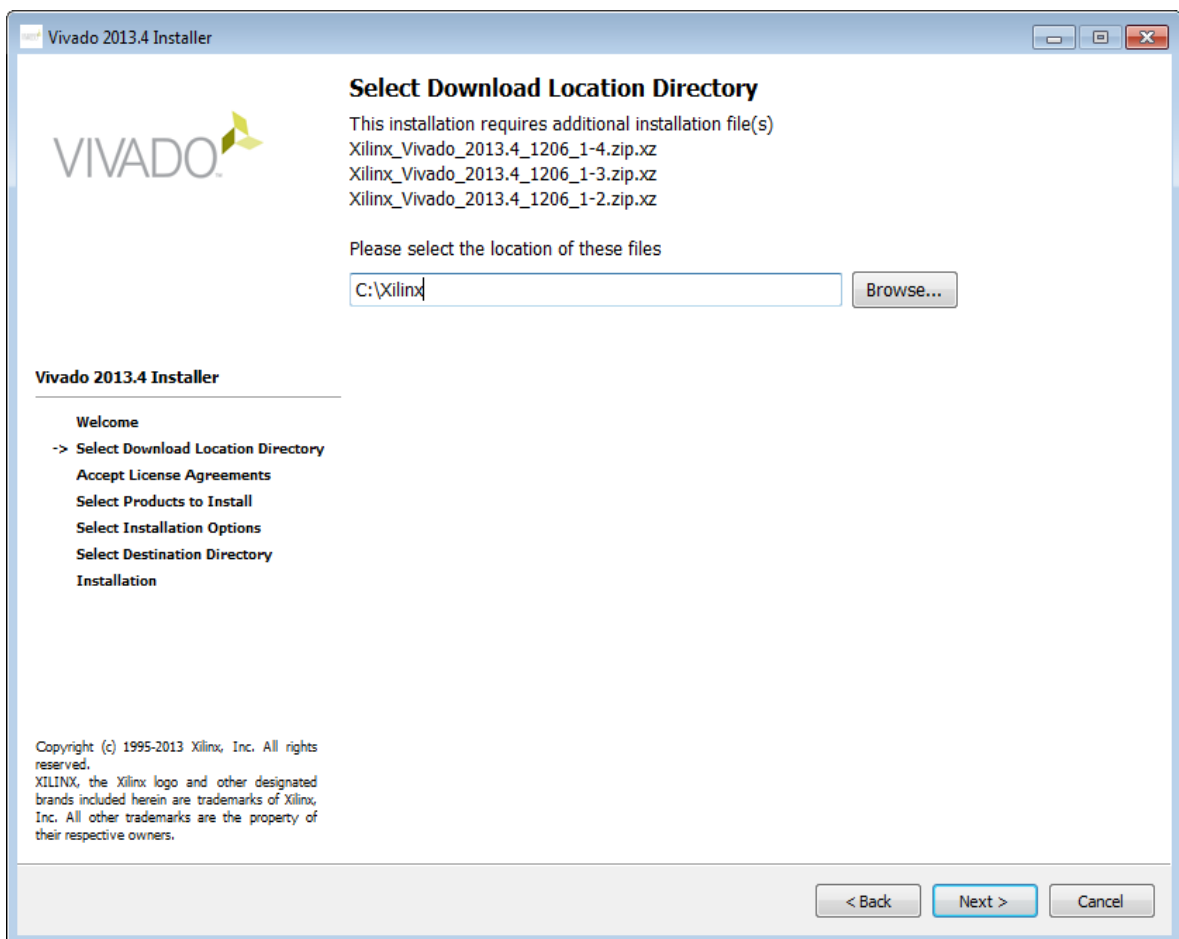 Vivado 2013.4 Installer
VIVADO.
Select Download Location Directory
This installation requires additional installation file(s)
Xilinx_Vivado_2013.4_1206_1-4.zip.xz
Xilinx_Vivado_2013.4_1206_1-3.zip.xz
Xilinx_Vivado_2013.4_1206_1-2.zip.xz
Please select the location of these files
C:\Xilinx
Browse...
Vivado 2013.4 Installer
Welcome
-> Select Download Location Directory
Accept License Agreements
Select Products to Install
Select Installation Options
Select Destination Directory
Installation
Copyright (c) 1995-2013 Xilinx, Inc. All rights
reserved.
XILINX, the Xilinx logo and other designated
brands included herein are trademarks of Xilinx,
Inc. All other trademarks are the property of
their respective owners.
< Back
Next >
Cancel